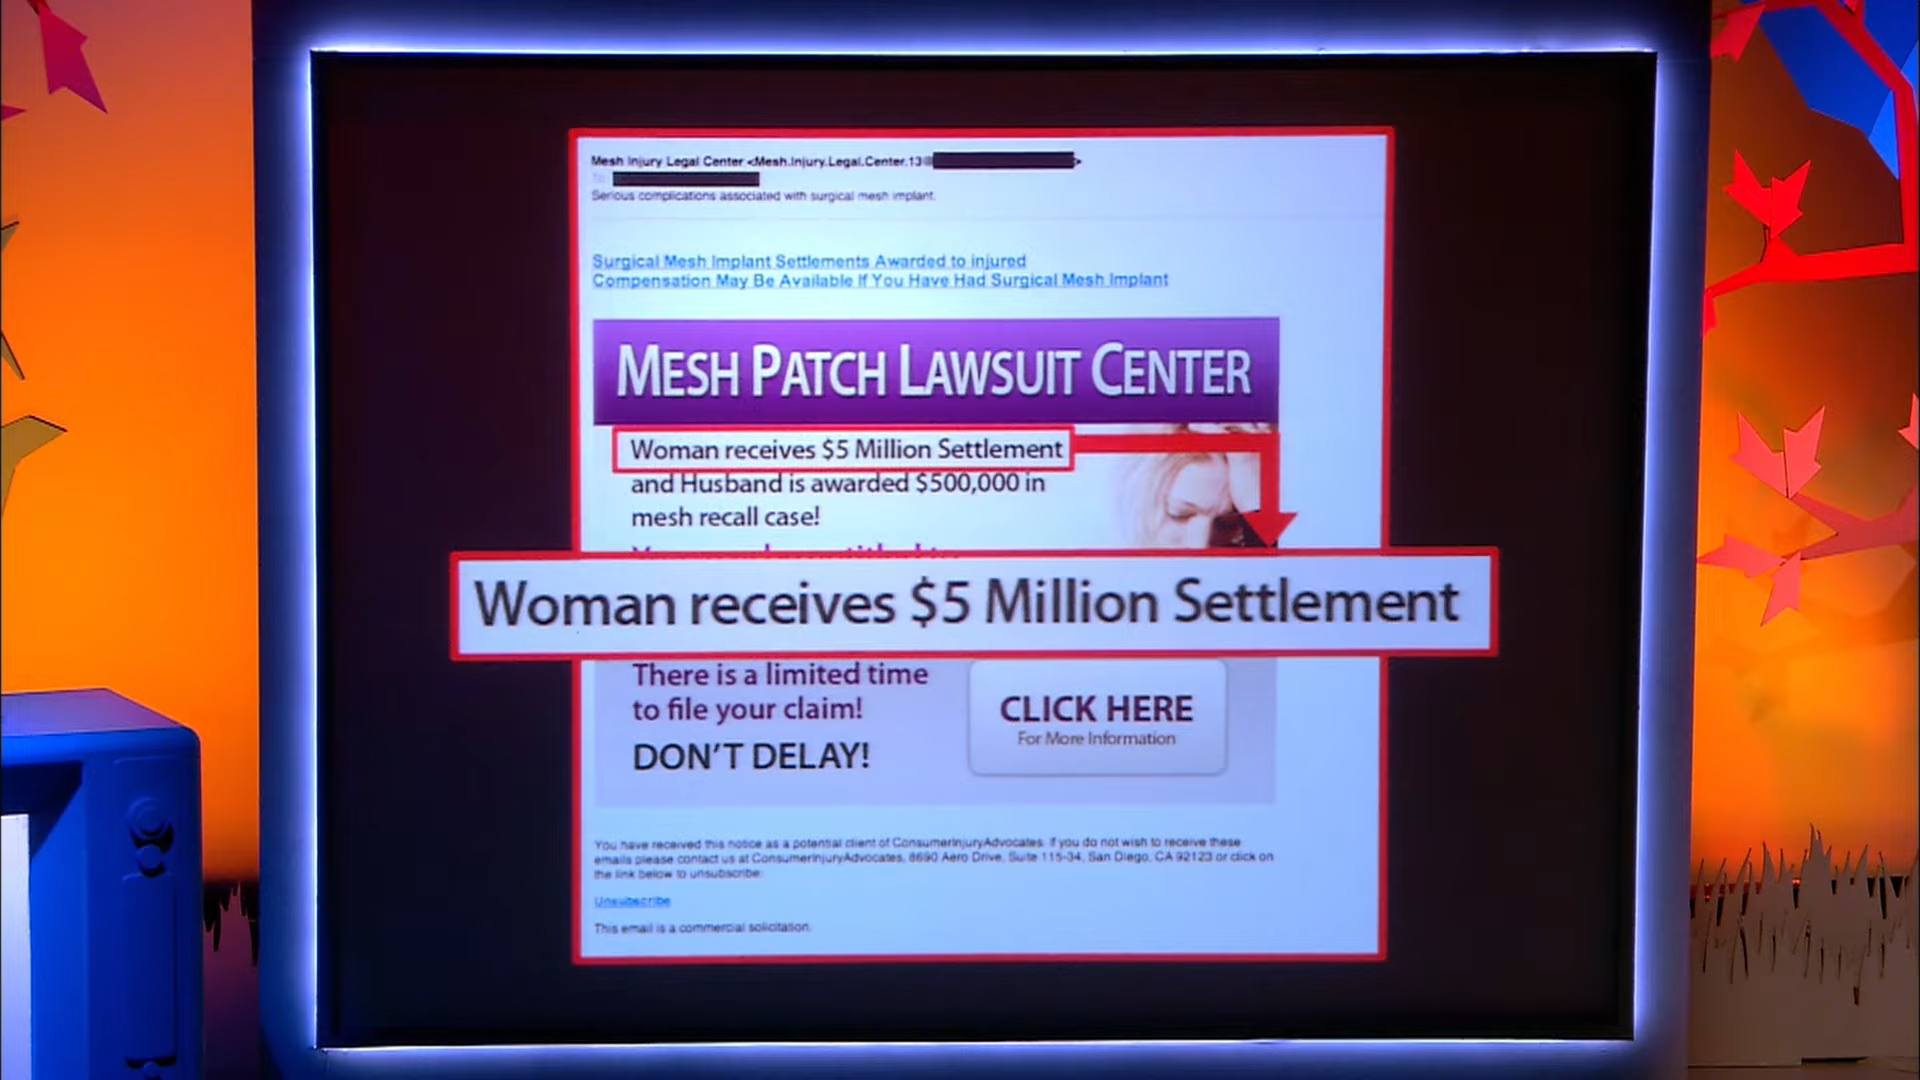 Mesh Injury Legal Center <Mesh.Injury.Legal.Center.13@
To:
Serious complications associated with surgical mesh implant.
Surgical Mesh Implant Settlements Awarded to injured
Compensation May Be Available If You Have Had Surgical Mesh Implant
MESH PATCH LAWSUIT CENTER
Woman receives $5 Million Settlement
and Husband is awarded $500,000 in
mesh recall case!
Woman receives $5 Million Settlement
There is a limited time
to file your claim!
DON'T DELAY!
CLICK HERE
For More Information
You have received this notice as a potential client of ConsumerInjuryAdvocates. If you do not wish to receive these
emails please contact us at ConsumerInjuryAdvocates, 8690 Aero Drive, Suite 115-34, San Diego, CA 92123 or click on
the link below to unsubscribe:
Unsubscribe
This email is a commercial solicitation.